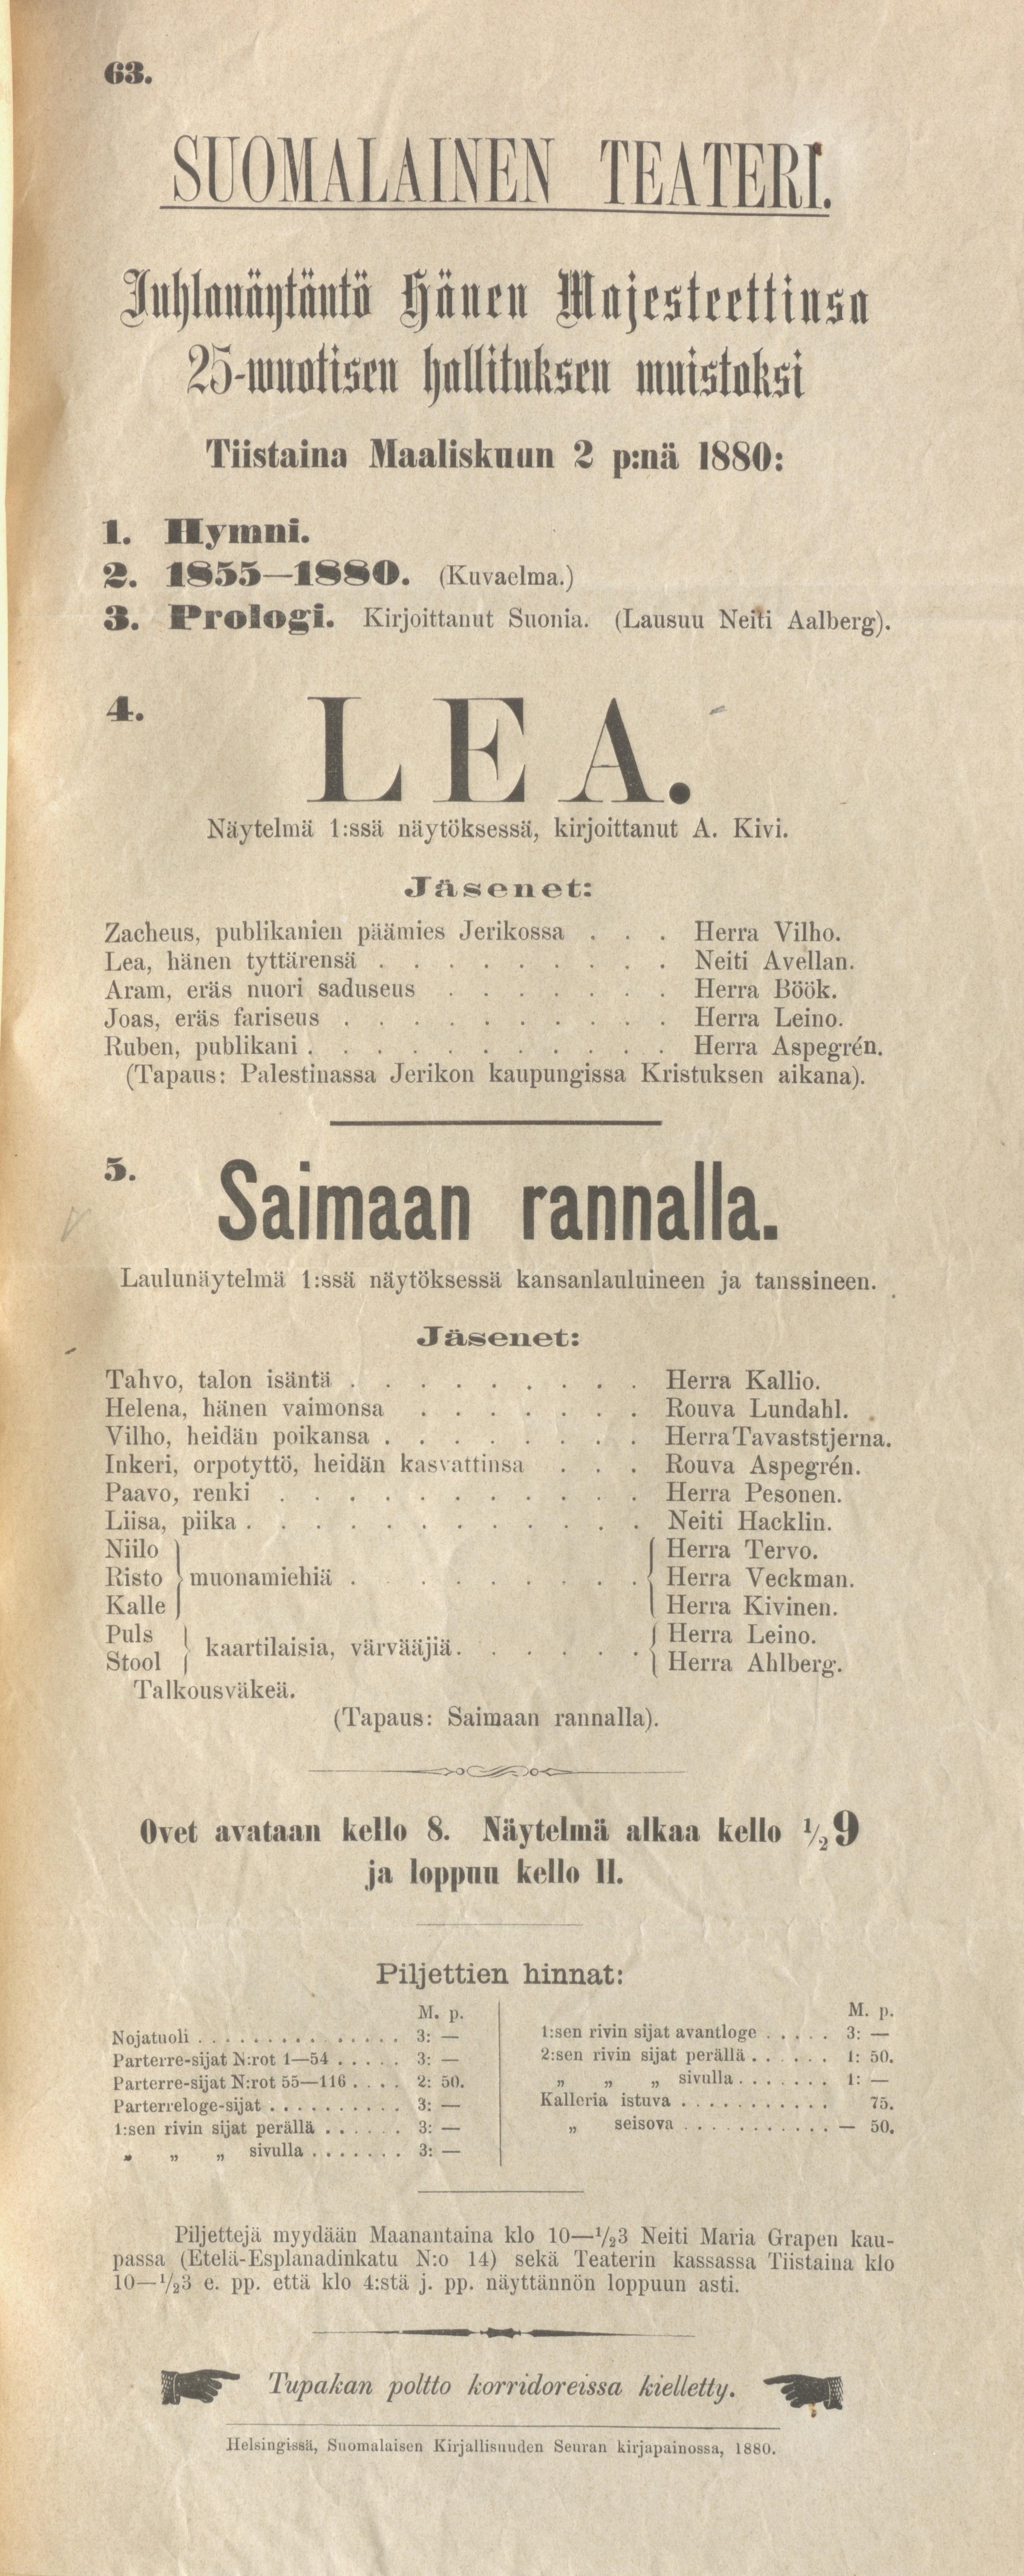 63.
SUOMALAINEN TEATERI.
Juhlanäytäntö Hänen Majesteettinsa
25-wuotisen hallituksen muistoksi
Tiistaina Maaliskuun 2 p:nä 1880:
1. Hymni.
2. 1855—1880. (Kuvaelma.)
3. Prologi. Kirjoittanut Suonia. (Lausuu Neiti Aalberg).
4. LEA.
Näytelmä 1:ssä näytöksessä, kirjoittanut A. Kivi.
Jäsenet:
Zacheus, publikanien päämies Jerikossa . . . Herra Vilho.
Lea, hänen tyttärensä . . . . . . . . . Neiti Avellan.
Aram, eräs nuori saduseus . . . . . . . Herra Böök.
Joas, eräs fariseus . . . . . . . . . . Herra Leino.
Ruben, publikani . . . . . . . . . . . Herra Aspegrén.
(Tapaus: Palestinassa Jerikon kaupungissa Kristuksen aikana).
5. Saimaan rannalla.
Laulunäytelmä 1:ssä näytöksessä kansanlauluineen ja tanssineen.
Jäsenet:
Tahvo, talon isäntä . . . . . . . . . Herra Kallio.
Helena, hänen vaimonsa . . . . . . . Rouva Lundahl.
Vilho, heidän poikansa . . . . . . . . Herra Tavaststjerna.
Inkeri, orpotyttö, heidän kasvattinsa . . . Rouva Aspegrén.
Paavo, renki . . . . . . . . . . . Herra Pesonen.
Liisa, piika . . . . . . . . . . . . Neiti Hacklin.
Niilo Herra Tervo.
Risto } muonamiehiä . . . . . . . . . { Herra Veckman.
Kalle Herra Kivinen.
Puls Herra Leino.
} kaartilaisia, värvääjiä . . . . . . {
Stool Herra Ahlberg.
Talkousväkeä.
(Tapaus: Saimaan rannalla).
Ovet avataan kello 8. Näytelmä alkaa kello ½9
ja loppuu kello 11.
Piljettien hinnat:
M. p.
Nojatuoli . . . . . . . . . . . . . 3: —
Parterre-sijat N:rot 1—54 . . . . . 3: —
Parterre-sijat N:rot 55—116 . . . . 2: 50.
Parterreloge-sijat . . . . . . . . . . 3: —
1:sen rivin sijat perällä . . . . . . 3: —
„ „ „ sivulla . . . . . . . 3: —
M. p.
1:sen rivin sijat avantloge . . . . . 3: —
2:sen rivin sijat perällä . . . . . . 1: 50.
„ „ „ sivulla . . . . . . . 1: —
Kalleria istuva . . . . . . . . . . . 75.
„ seisova . . . . . . . . . . . — 50.
Piljettejä myydään Maanantaina klo 10—½3 Neiti Maria Grapen kau-
passa (Etelä-Esplanadinkatu N:o 14) sekä Teaterin kassassa Tiistaina klo
10—½3 e. pp. että klo 4:stä j. pp. näyttännön loppuun asti.
Tupakan poltto korridoreissa kielletty.
Helsingissä, Suomalaisen Kirjallisuuden Seuran kirjapainossa, 1880.